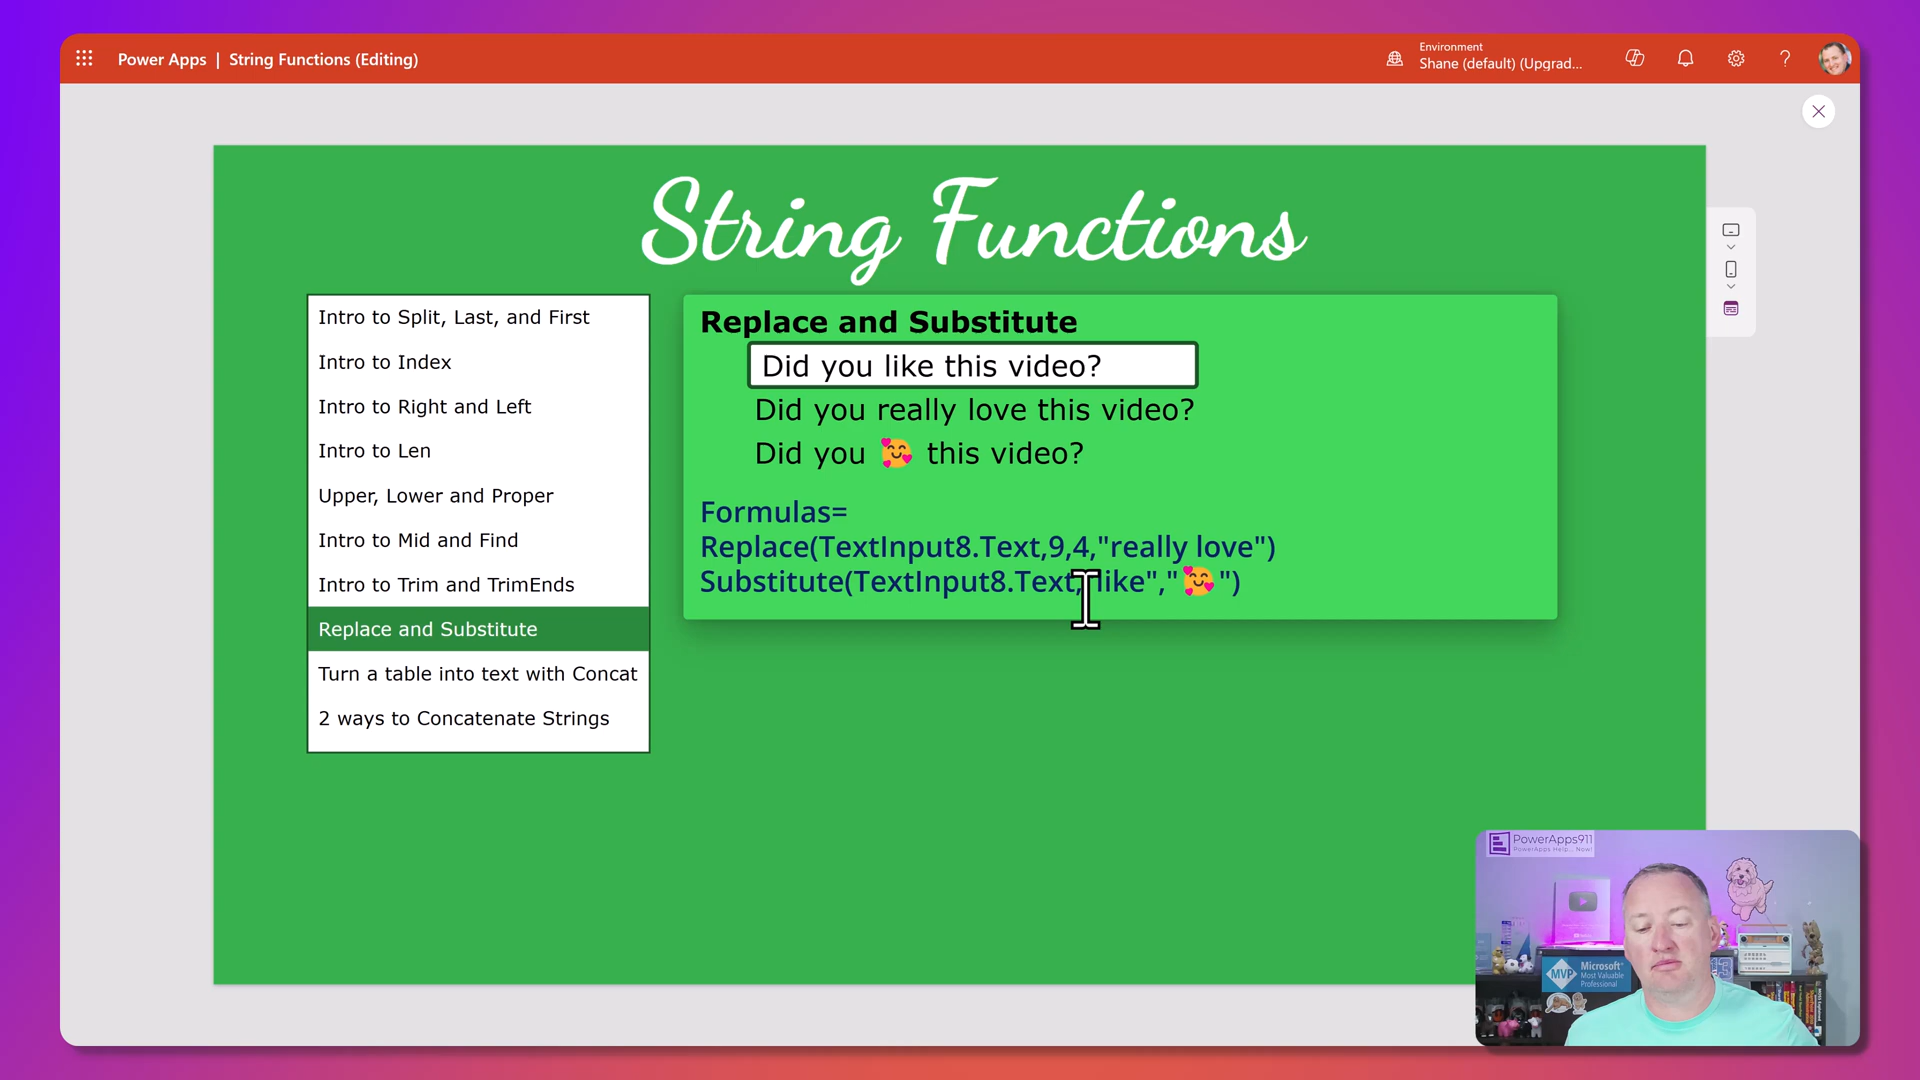 Power Apps | String Functions (Editing)
Environment
Shane (default) (Upgrad...
String Functions
Intro to Split, Last, and First
Intro to Index
Intro to Right and Left
Intro to Len
Upper, Lower and Proper
Intro to Mid and Find
Intro to Trim and TrimEnds
Replace and Substitute
Turn a table into text with Concat
2 ways to Concatenate Strings
Replace and Substitute
Did you like this video?
Did you really love this video?
Did you 🥰 this video?
Formulas=
Replace(TextInput8.Text,9,4,"really love")
Substitute(TextInput8.Text,"like","🥰")
PowerApps911
PowerApps Help... Now!
MVP
Microsoft
Most Valuable
Professional